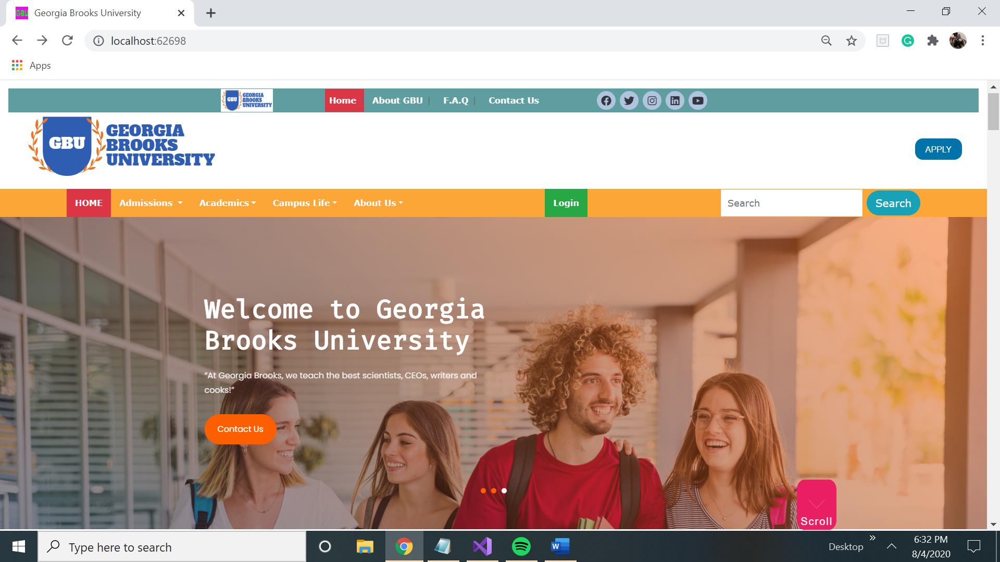 GBU Georgia Brooks University
localhost:62698
Apps
GBU GEORGIA BROOKS UNIVERSITY Home About GBU | F.A.Q | Contact Us
GBU
GEORGIA
BROOKS
UNIVERSITY
APPLY
HOME Admissions Academics Campus Life About Us Login Search Search
Welcome to Georgia
Brooks University
“At Georgia Brooks, we teach the best scientists, CEOs, writers and
cooks!”
Contact Us
Scroll
Type here to search
W
Desktop
6:32 PM
8/4/2020